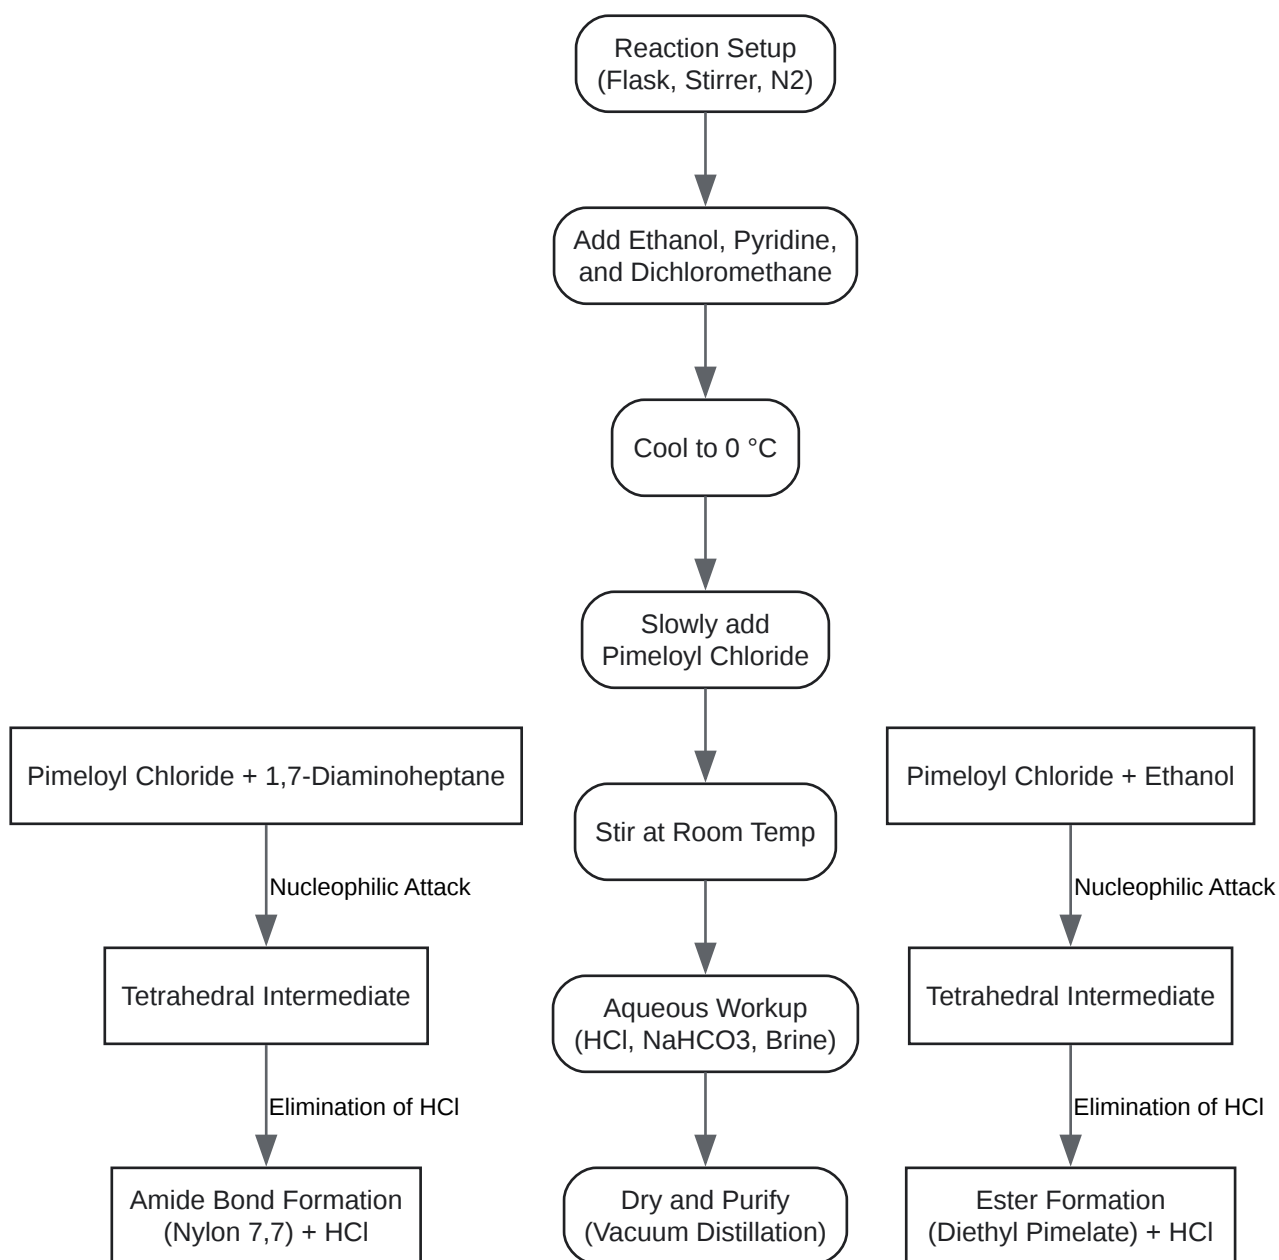 Reaction Setup
(Flask, Stirrer, N2)
Add Ethanol, Pyridine,
and Dichloromethane
Cool to 0 °C
Slowly add
Pimeloyl Chloride
Stir at Room Temp
Aqueous Workup
(HCl, NaHCO3, Brine)
Dry and Purify
(Vacuum Distillation)
Pimeloyl Chloride + 1,7-Diaminoheptane
Nucleophilic Attack
Tetrahedral Intermediate
Elimination of HCl
Amide Bond Formation
(Nylon 7,7) + HCl
Pimeloyl Chloride + Ethanol
Nucleophilic Attack
Tetrahedral Intermediate
Elimination of HCl
Ester Formation
(Diethyl Pimelate) + HCl